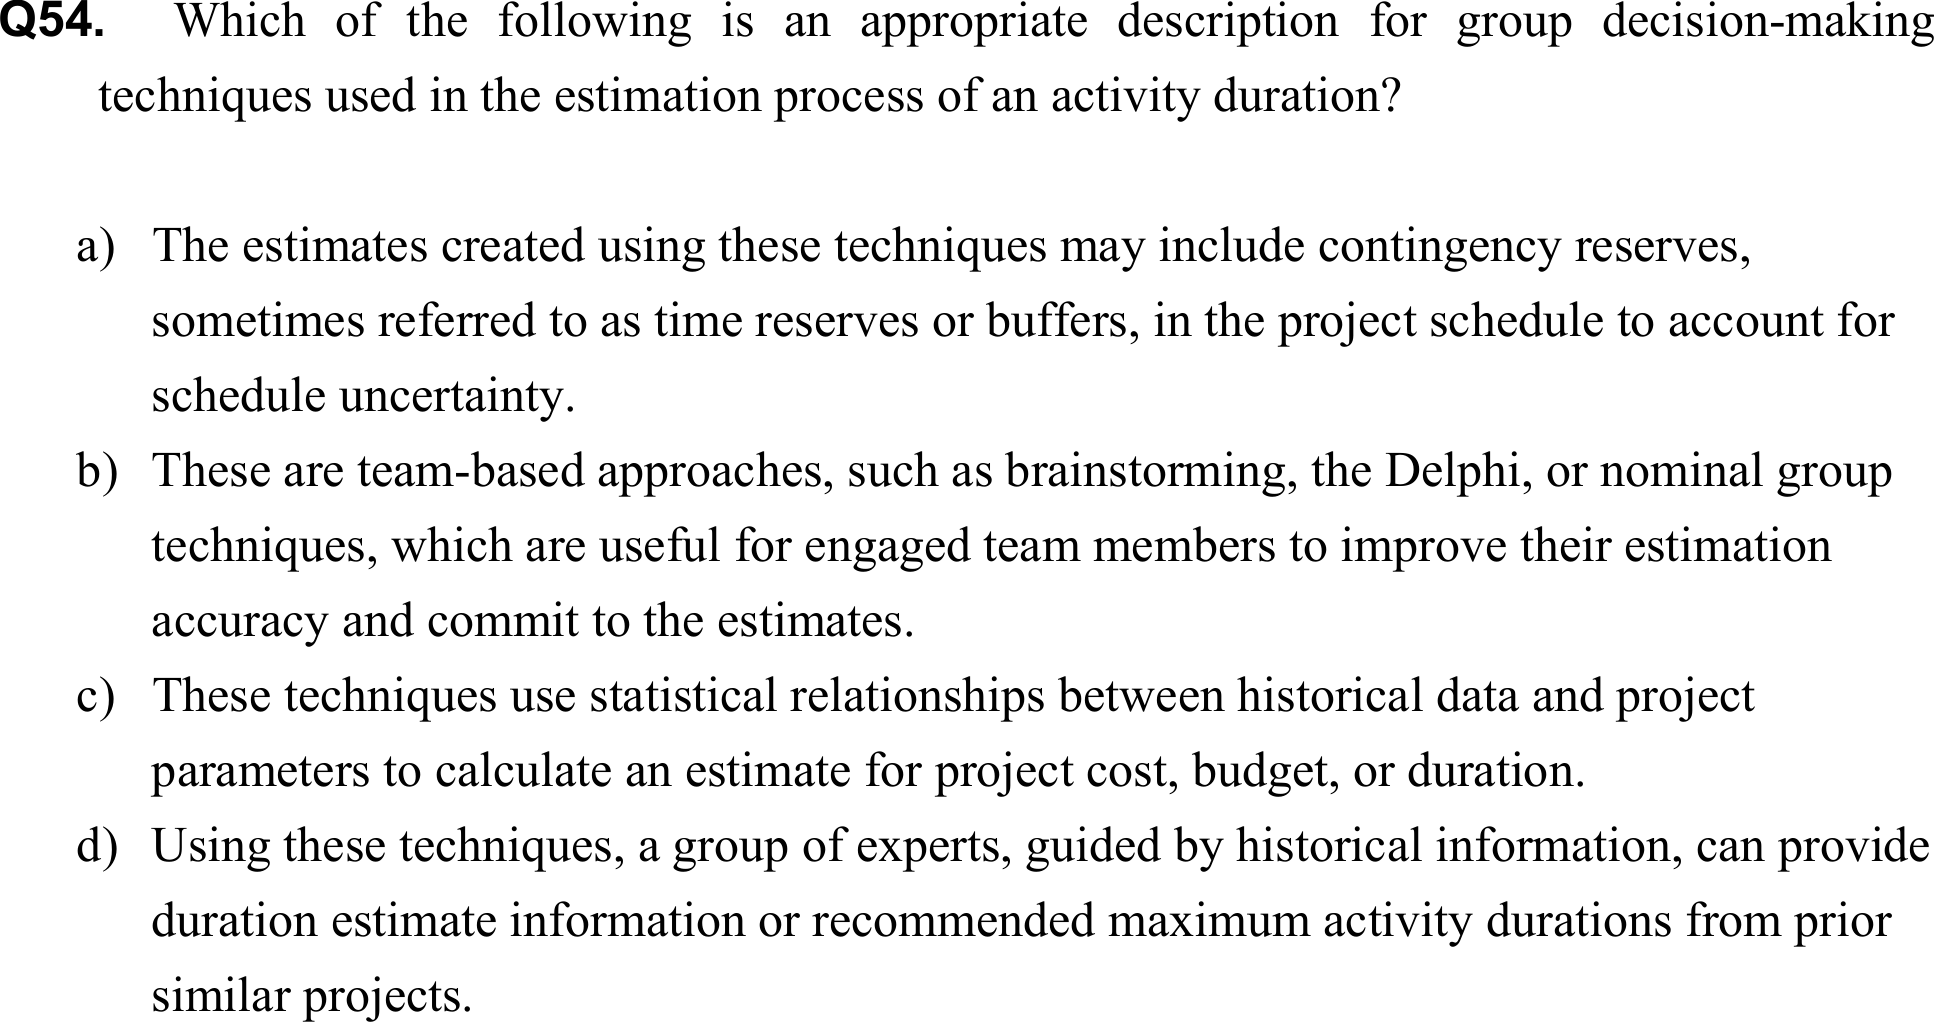 Q54. Which of the following is an appropriate description for group decision-making
techniques used in the estimation process of an activity duration?
a) The estimates created using these techniques may include contingency reserves,
sometimes referred to as time reserves or buffers, in the project schedule to account for
schedule uncertainty.
b) These are team-based approaches, such as brainstorming, the Delphi, or nominal group
techniques, which are useful for engaged team members to improve their estimation
accuracy and commit to the estimates.
c) These techniques use statistical relationships between historical data and project
parameters to calculate an estimate for project cost, budget, or duration.
d) Using these techniques, a group of experts, guided by historical information, can provide
duration estimate information or recommended maximum activity durations from prior
similar projects.